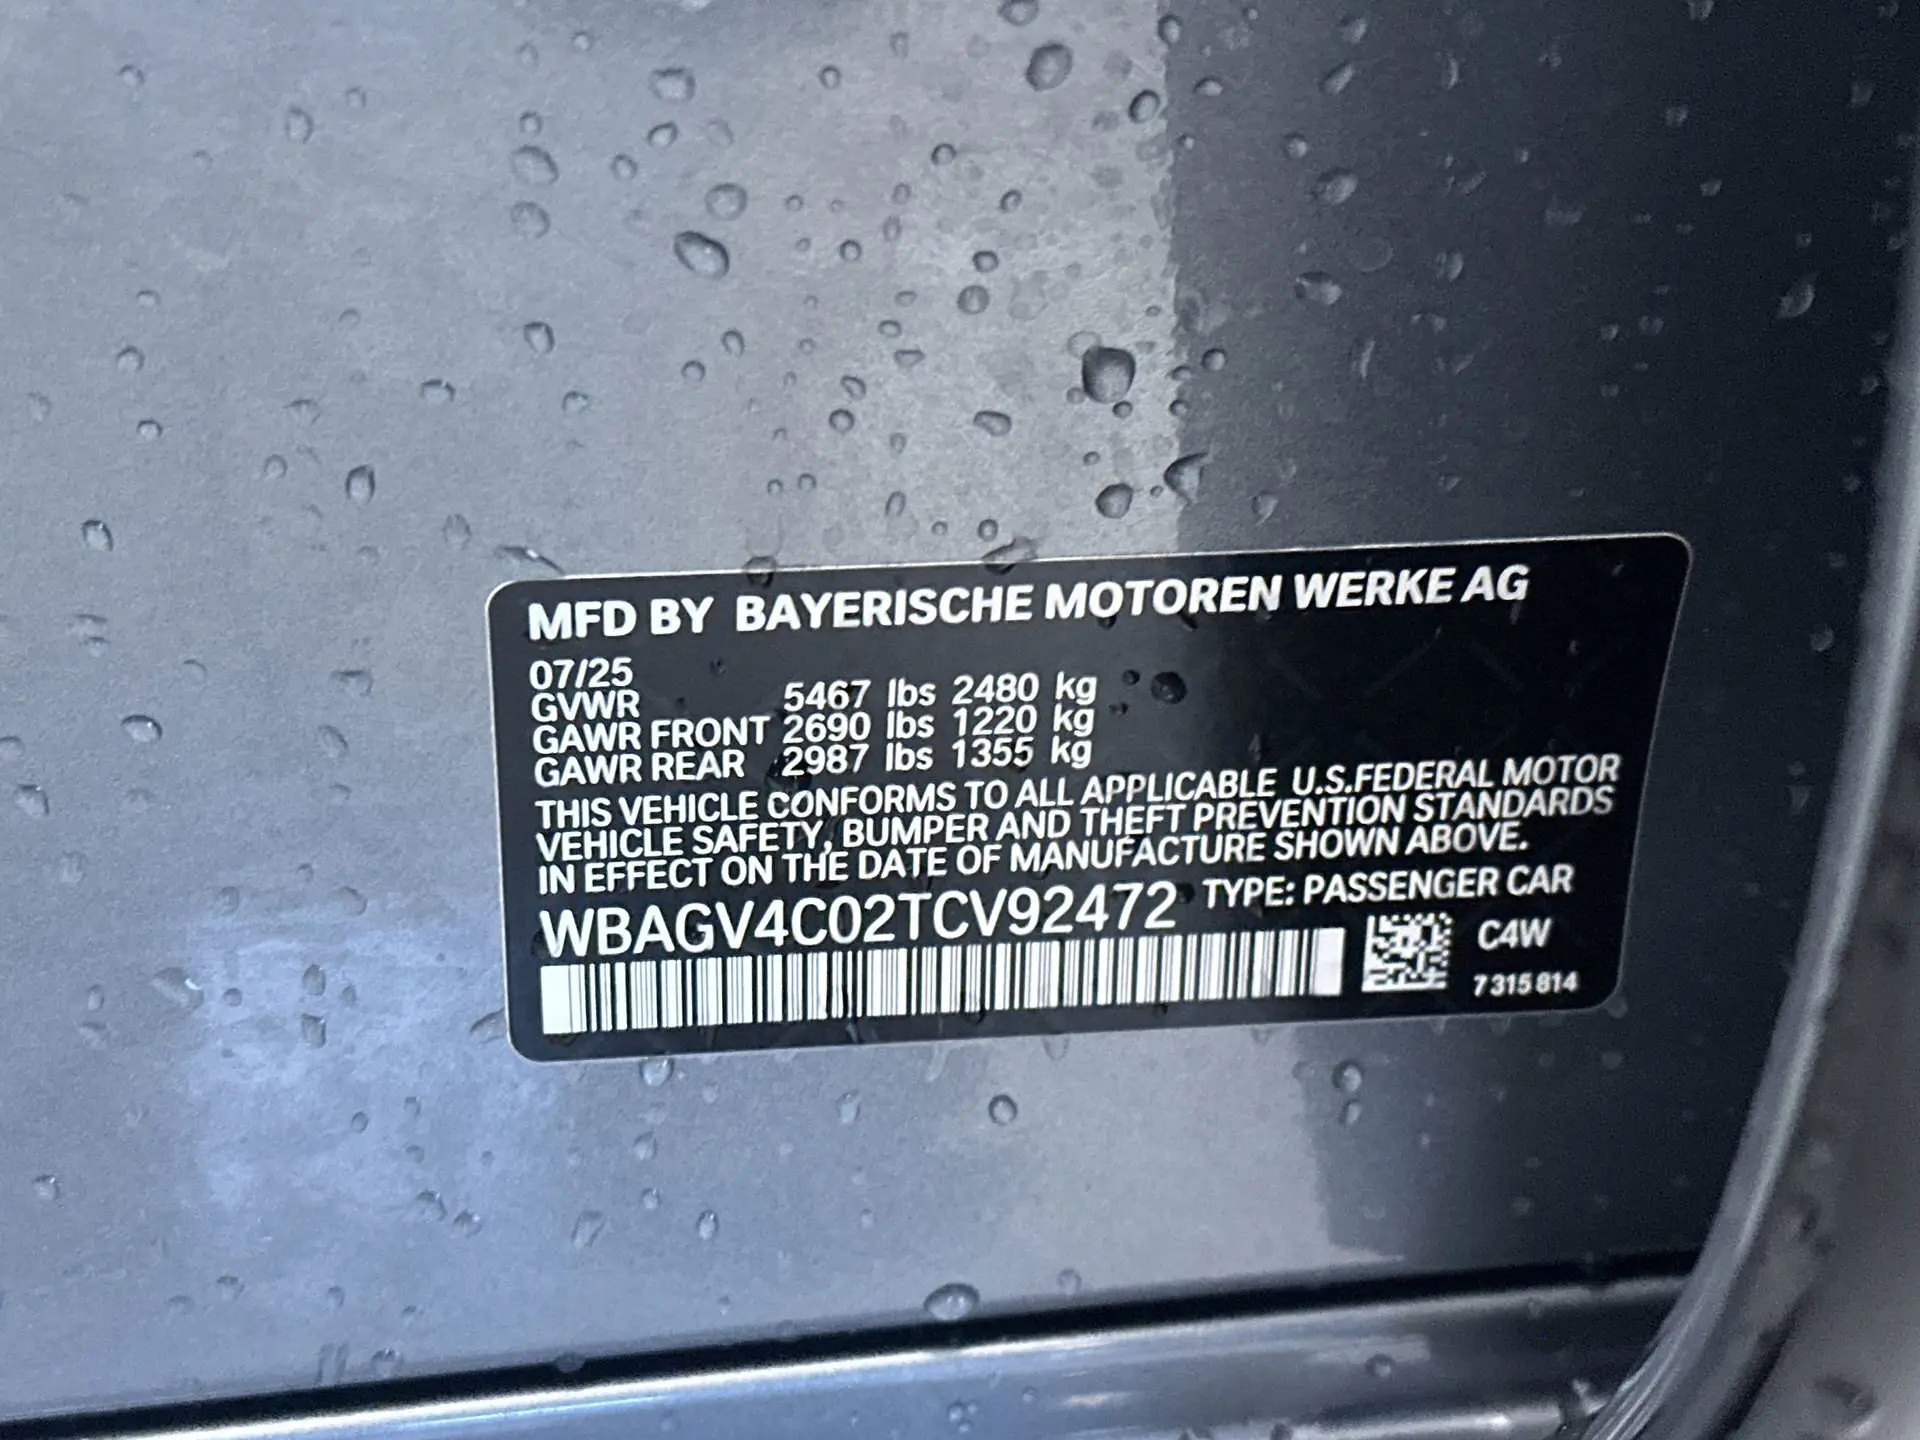 MFD BY BAYERISCHE MOTOREN WERKE AG
07/25
GVWR 5467 lbs 2480 kg
GAWR FRONT 2690 lbs 1220 kg
GAWR REAR 2987 lbs 1355 kg
THIS VEHICLE CONFORMS TO ALL APPLICABLE U.S.FEDERAL MOTOR
VEHICLE SAFETY, BUMPER AND THEFT PREVENTION STANDARDS
IN EFFECT ON THE DATE OF MANUFACTURE SHOWN ABOVE.
WBAGV4C02TCV92472 TYPE: PASSENGER CAR
C4W
7 315 814